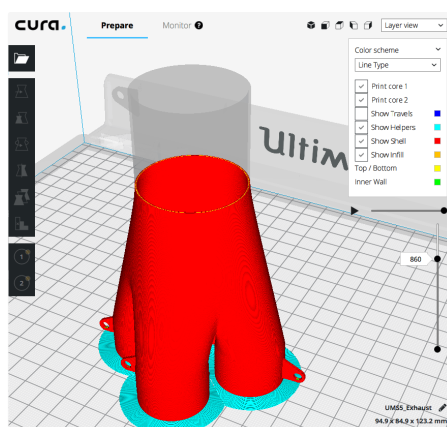 cura.
Prepare
Monitor ?
Layer view
Color scheme
Line Type
Print core 1
Print core 2
Show Travels
Show Helpers
Show Shell
Show Infill
Top / Bottom
Inner Wall
Ultim
860
1
2
UMS5_Exhaust
94.9 x 84.9 x 123.2 mm